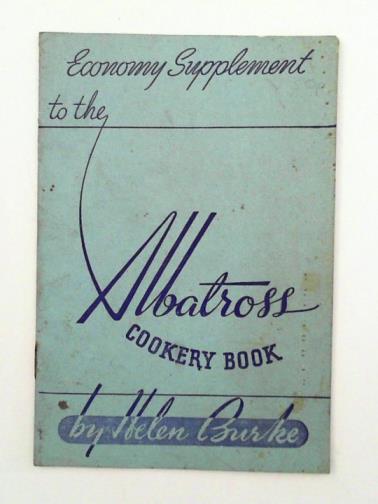 Economy Supplement
to the
Albatross
COOKERY BOOK
by Helen Burke